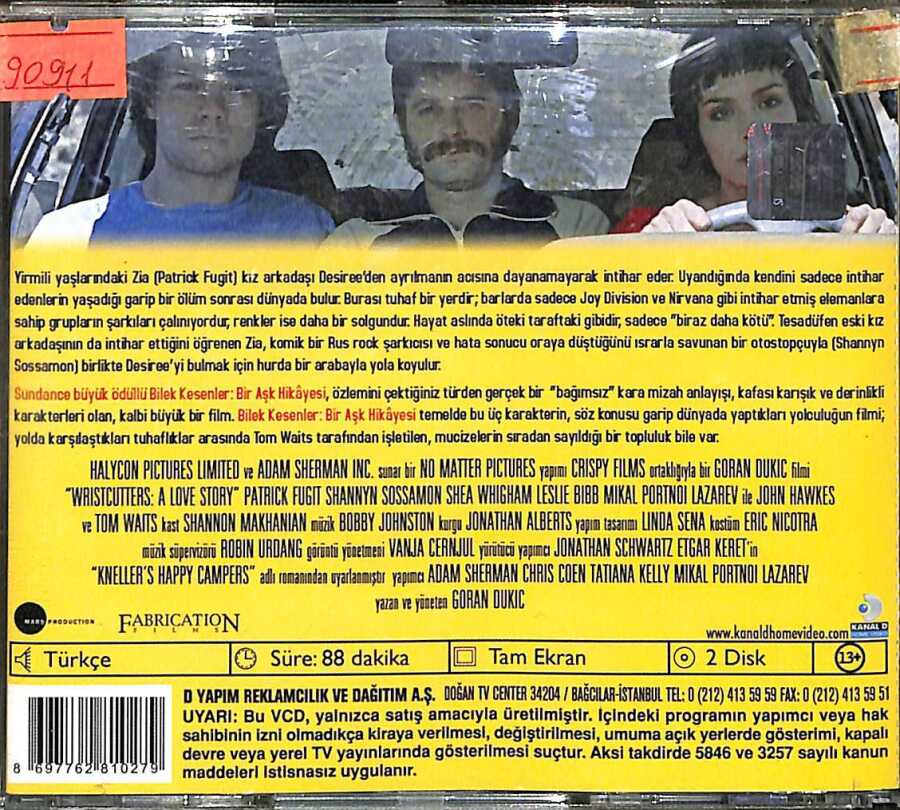 90911
Yirmili yaşlarındaki Zia (Patrick Fugit) kız arkadaşı Desiree'den ayrılmanın acısına dayanamayarak intihar eder. Uyandığında kendini sadece intihar
edenlerin yaşadığı garip bir ölüm sonrası dünyada bulur. Burası tuhaf bir yerdir; barlarda sadece Joy Division ve Nirvana gibi intihar etmiş elemanlara
sahip grupların şarkıları çalınıyordur, renkler ise daha bir solgundur. Hayat aslında öteki taraftaki gibidir, sadece "biraz daha kötü". Tesadüfen eski kız
arkadaşının da intihar ettiğini öğrenen Zia, komik bir Rus rock şarkıcısı ve hata sonucu oraya düştüğünü ısrarla savunan bir otostopçuyla (Shannyn
Sossamon) birlikte Desiree'yi bulmak için hurda bir arabayla yola koyulur.
Sundance büyük ödüllü Bilek Kesenler: Bir Aşk Hikâyesi, özlemini çektiğiniz türden gerçek bir "bağımsız" kara mizah anlayışı, kafası karışık ve derinlikli
karakterleri olan, kalbi büyük bir film. Bilek Kesenler: Bir Aşk Hikâyesi temelde bu üç karakterin, söz konusu garip dünyada yaptıkları yolculuğun filmi;
yolda karşılaştıkları tuhaflıklar arasında Tom Waits tarafından işletilen, mucizelerin sıradan sayıldığı bir topluluk bile var.
HALYCON PICTURES LIMITED ve ADAM SHERMAN INC. sunar bir NO MATTER PICTURES yapımı CRISPY FILMS ortaklığıyla bir GORAN DUKIC filmi
"WRISTCUTTERS: A LOVE STORY" PATRICK FUGIT SHANNYN SOSSAMON SHEA WHIGHAM LESLIE BIBB MIKAL PORTNOI LAZAREV ile JOHN HAWKES
ve TOM WAITS kast SHANNON MAKHANIAN müzik BOBBY JOHNSTON kurgu JONATHAN ALBERTS yapım tasarımı LINDA SENA kostüm ERIC NICOTRA
müzik süpervizörü ROBIN URDANG görüntü yönetmeni VANJA CERNJUL yürütücü yapımcı JONATHAN SCHWARTZ ETGAR KERET'in
"KNELLER'S HAPPY CAMPERS" adlı romanından uyarlanmıştır yapımcı ADAM SHERMAN CHRIS COEN TATIANA KELLY MIKAL PORTNOI LAZAREV
yazan ve yöneten GORAN DUKIC
MARS PRODUCTION
FABRICATION
FILMS
KANAL D
HOME VIDEO
www.kanaldhomevideo.com
Türkçe
Süre: 88 dakika
Tam Ekran
2 Disk
13+
D YAPIM REKLAMCILIK VE DAĞITIM A.Ş. DOĞAN TV CENTER 34204 / BAĞCILAR-İSTANBUL TEL: 0 (212) 413 59 59 FAX: 0 (212) 413 59 51
UYARI: Bu VCD, yalnızca satış amacıyla üretilmiştir. İçindeki programın yapımcı veya hak
sahibinin izni olmadıkça kiraya verilmesi, değiştirilmesi, umuma açık yerlerde gösterimi, kapalı
devre veya yerel TV yayınlarında gösterilmesi suçtur. Aksi takdirde 5846 ve 3257 sayılı kanun
maddeleri istisnasız uygulanır.
8 697762 810279